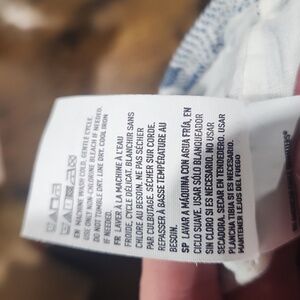 EN MACHINE WASH COLD, GENTLE CYCLE.
USE ONLY NON-CHLORINE BLEACH IF NEEDED.
DO NOT TUMBLE DRY. LINE DRY. COOL IRON
IF NEEDED.
FR LAVER À LA MACHINE À L'EAU
FROIDE, CYCLE DÉLICAT. BLANCHIR SANS
CHLORE AU BESOIN. NE PAS SÉCHER
PAR CULBUTAGE. SÉCHER SUR CORDE.
REPASSER À BASSE TEMPÉRATURE AU
BESOIN.
SP LAVAR A MÁQUINA CON AGUA FRÍA, EN
CICLO SUAVE. USAR SÓLO BLANQUEADOR
SIN CLORO SI ES NECESARIO. NO USAR
SECADORA, SECAR EN TENDEDERO. USAR
PLANCHA TIBIA SI ES NECESARIO.
MANTENER LEJOS DEL FUEGO